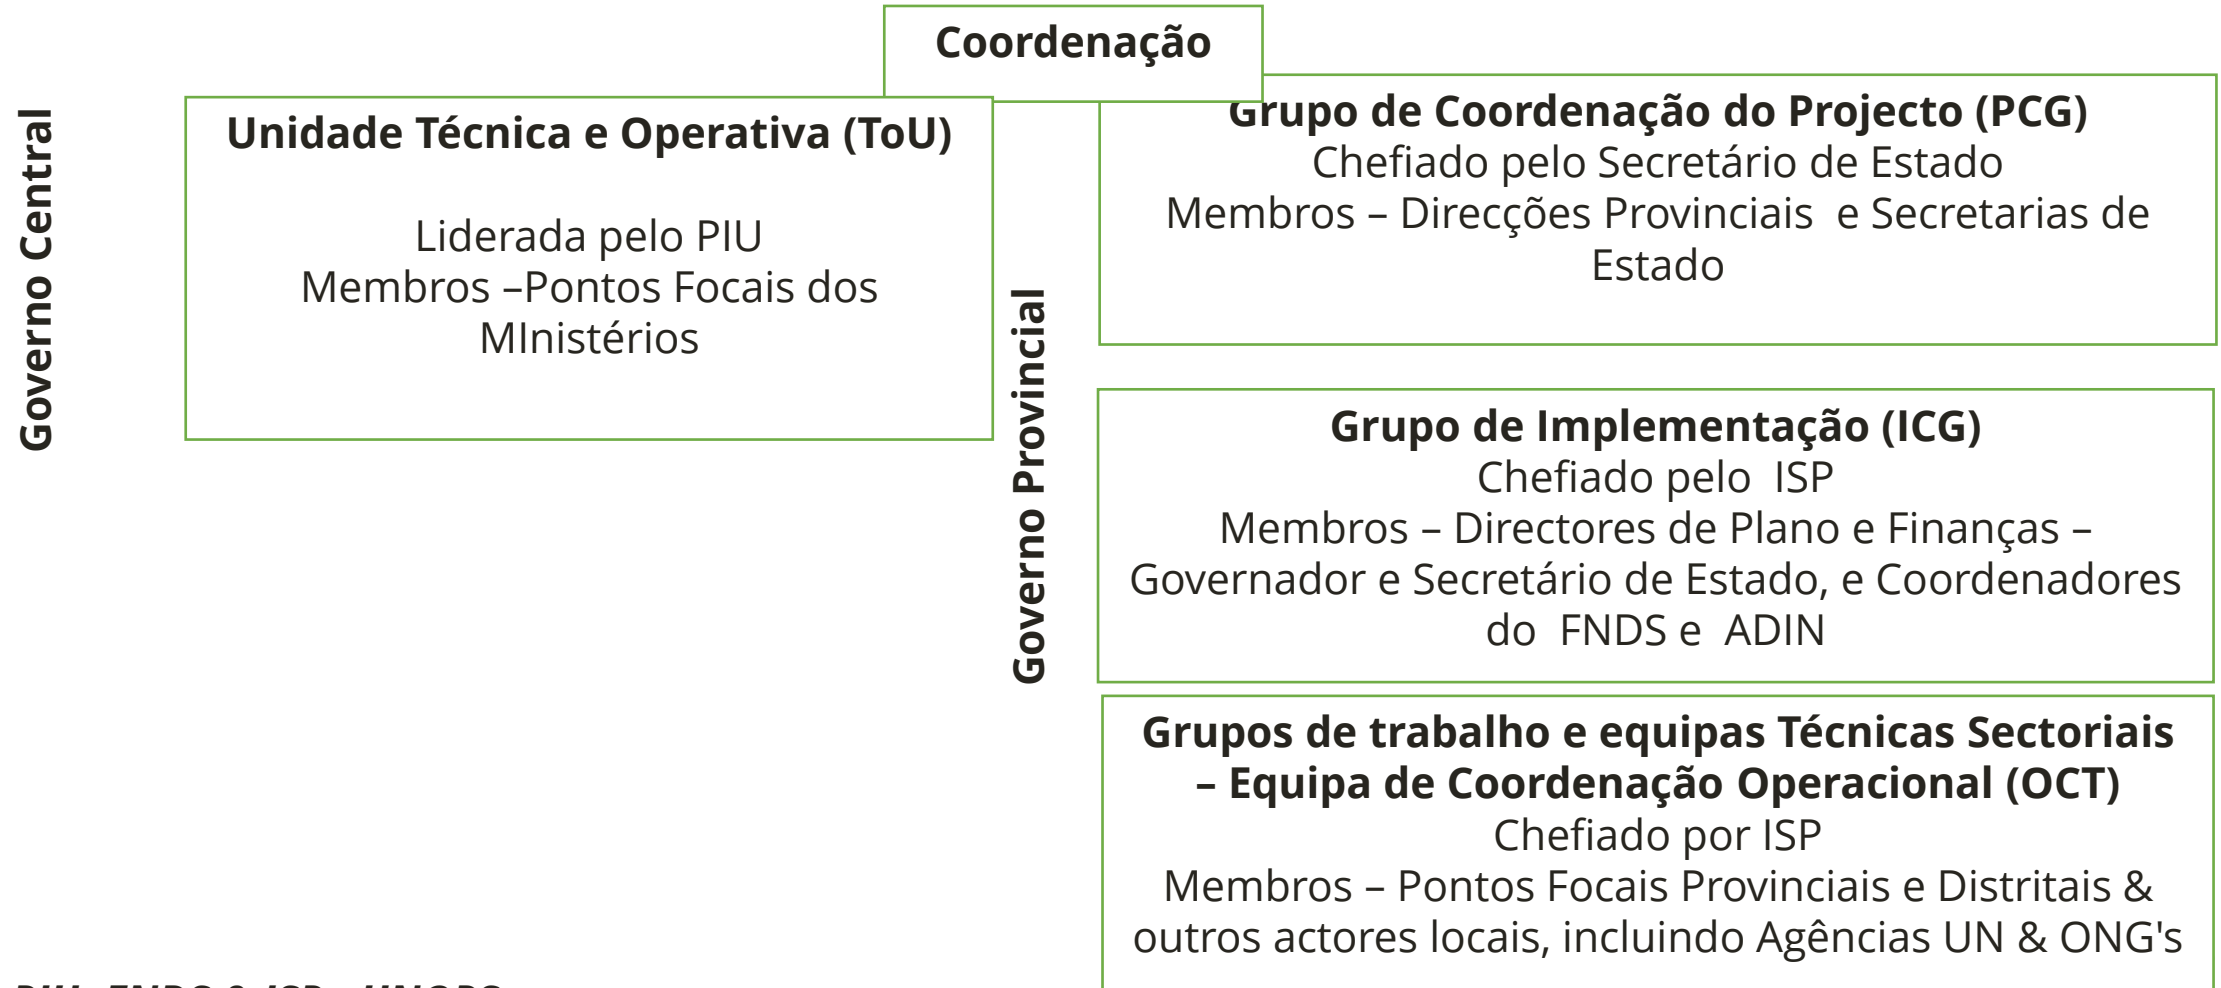 Coordenação
Governo Central
Unidade Técnica e Operativa (ToU)
Liderada pelo PIU
Membros –Pontos Focais dos
MInistérios
Governo Provincial
Grupo de Coordenação do Projecto (PCG)
Chefiado pelo Secretário de Estado
Membros – Direcções Provinciais e Secretarias de
Estado
Grupo de Implementação (ICG)
Chefiado pelo ISP
Membros – Directores de Plano e Finanças –
Governador e Secretário de Estado, e Coordenadores
do FNDS e ADIN
Grupos de trabalho e equipas Técnicas Sectoriais
– Equipa de Coordenação Operacional (OCT)
Chefiado por ISP
Membros – Pontos Focais Provinciais e Distritais &
outros actores locais, incluindo Agências UN & ONG's